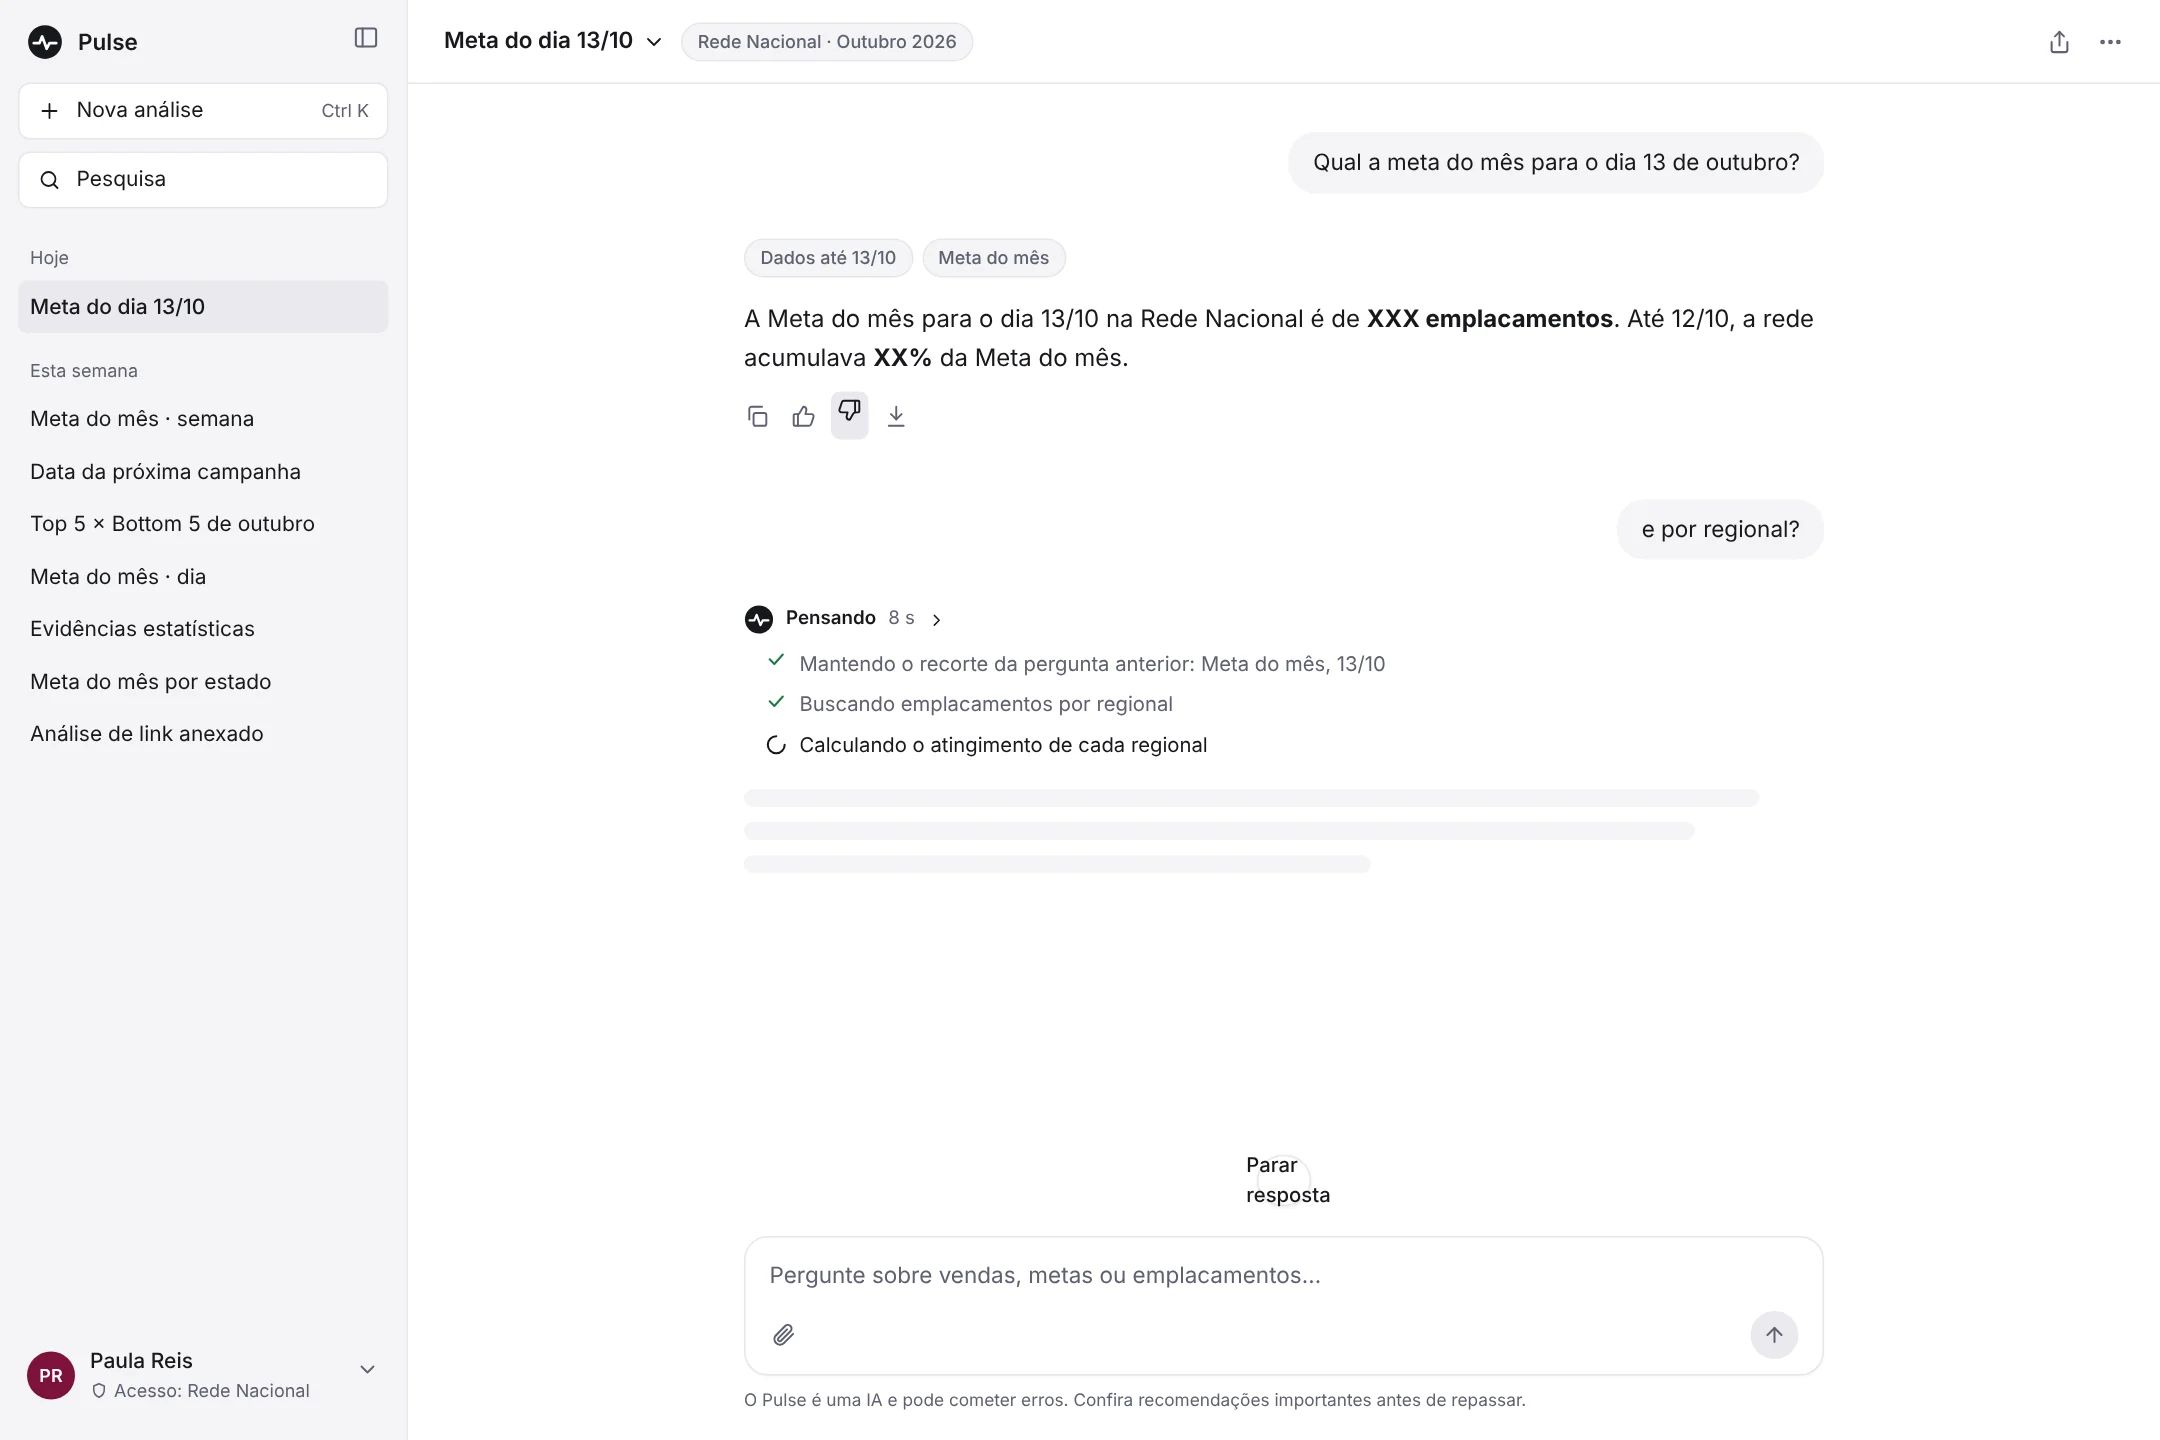 Pulse
Nova análise
Ctrl K
Pesquisa
Hoje
Meta do dia 13/10
Esta semana
Meta do mês · semana
Data da próxima campanha
Top 5 × Bottom 5 de outubro
Meta do mês · dia
Evidências estatísticas
Meta do mês por estado
Análise de link anexado
PR
Paula Reis
Acesso: Rede Nacional
Meta do dia 13/10
Rede Nacional · Outubro 2026
Qual a meta do mês para o dia 13 de outubro?
Dados até 13/10
Meta do mês
A Meta do mês para o dia 13/10 na Rede Nacional é de XXX emplacamentos. Até 12/10, a rede
acumulava XX% da Meta do mês.
e por regional?
Pensando 8 s
Mantendo o recorte da pergunta anterior: Meta do mês, 13/10
Buscando emplacamentos por regional
Calculando o atingimento de cada regional
Parar
resposta
Pergunte sobre vendas, metas ou emplacamentos...
O Pulse é uma IA e pode cometer erros. Confira recomendações importantes antes de repassar.